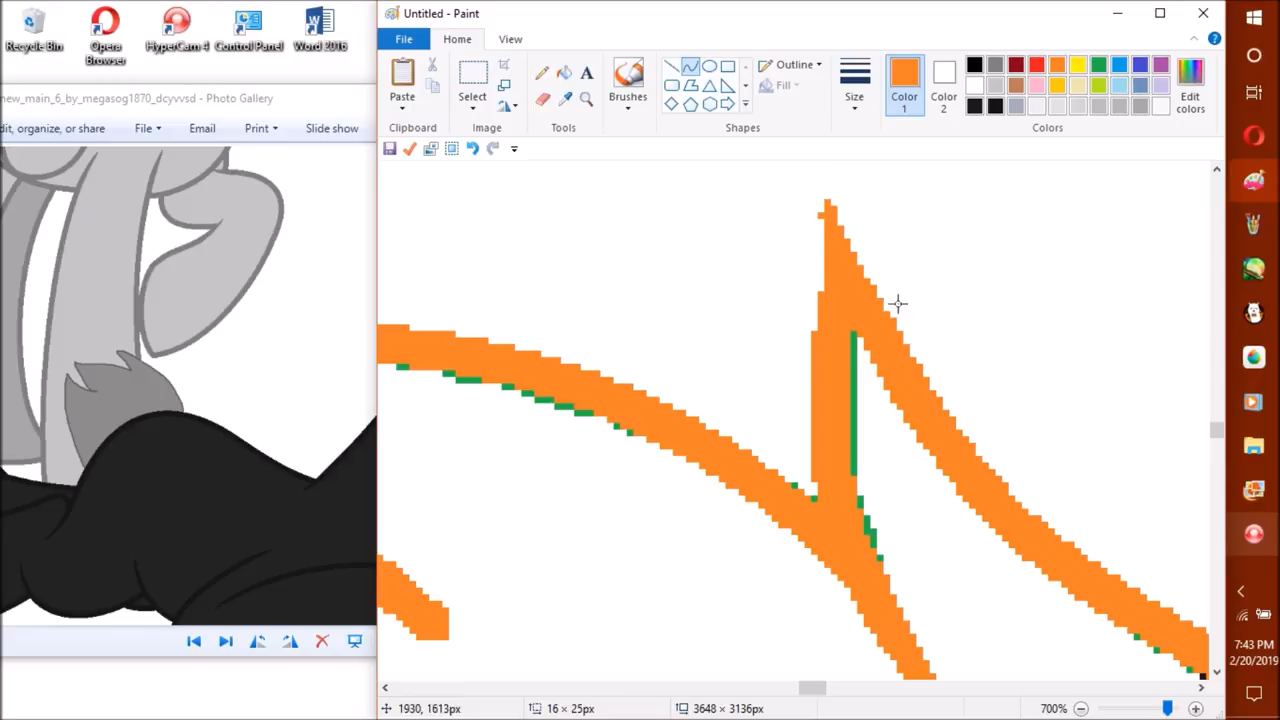 Recycle Bin
Opera
Browser
HyperCam 4
Control Panel
Word 2016
new_main_6_by_megasog1870_dcyvvsd - Photo Gallery
dit, organize, or share
File
Email
Print
Slide show
Untitled - Paint
File
Home
View
Paste
Select
Brushes
Size
Outline
Fill
Color
1
Color
2
Edit
colors
Clipboard
Image
Tools
Shapes
Colors
1930, 1613px
16 × 25px
3648 × 3136px
700%
7:43 PM
2/20/2019